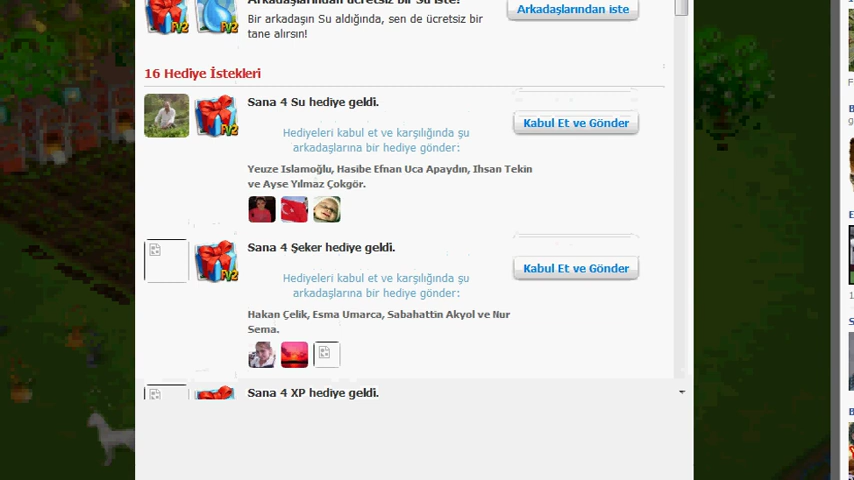 Arkadaşlarından ücretsiz bir Su iste!
Bir arkadaşın Su aldığında, sen de ücretsiz bir
tane alırsın!
Arkadaşlarından iste
16 Hediye İstekleri
Sana 4 Su hediye geldi.
Kabul Et ve Gönder
Hediyeleri kabul et ve karşılığında şu
arkadaşlarına bir hediye gönder:
Yeuze Islamoğlu, Hasibe Efnan Uca Apaydın, Ihsan Tekin
ve Ayse Yılmaz Çokgör.
Sana 4 Şeker hediye geldi.
Kabul Et ve Gönder
Hediyeleri kabul et ve karşılığında şu
arkadaşlarına bir hediye gönder:
Hakan Çelik, Esma Umarca, Sabahattin Akyol ve Nur
Sema.
Sana 4 XP hediye geldi.